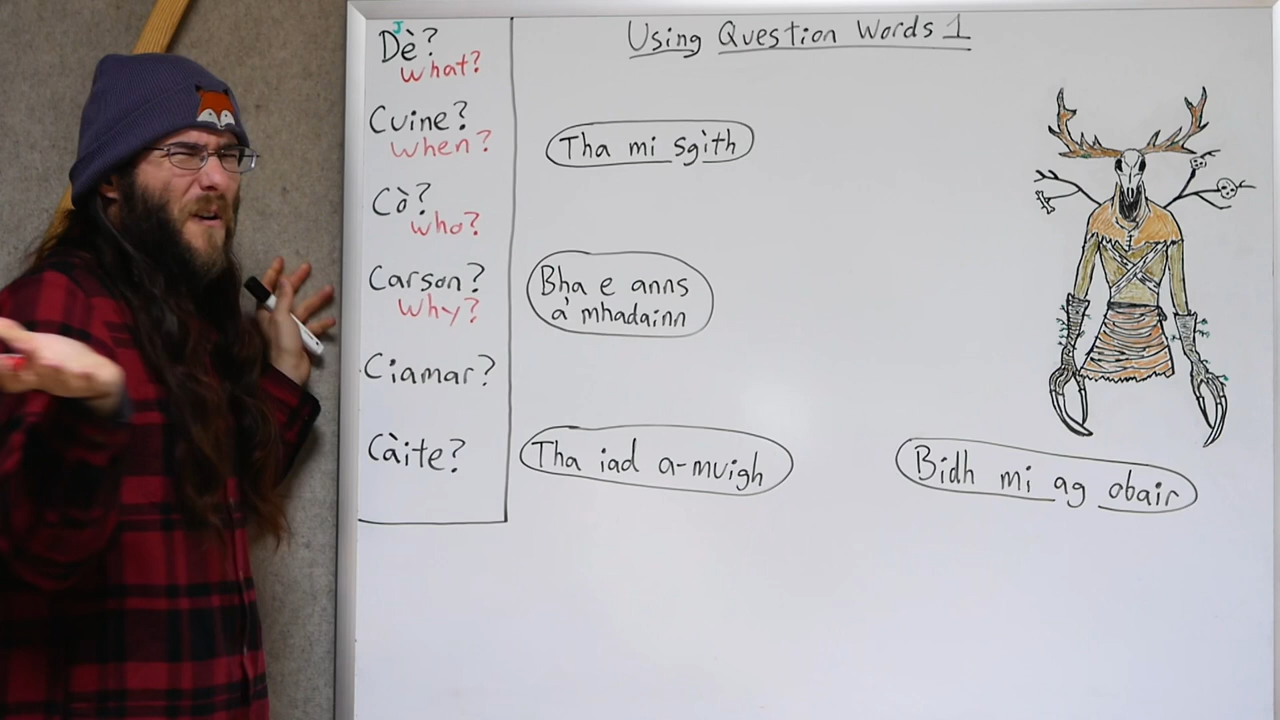 Using Question Words 1
J
Dè?
what?
Cuine?
when?
Cò?
who?
Carson?
Why?
Ciamar?
Càite?
Tha mi sgìth
Bha e anns
a' mhadainn
Tha iad a-muigh
Bidh mi ag obair